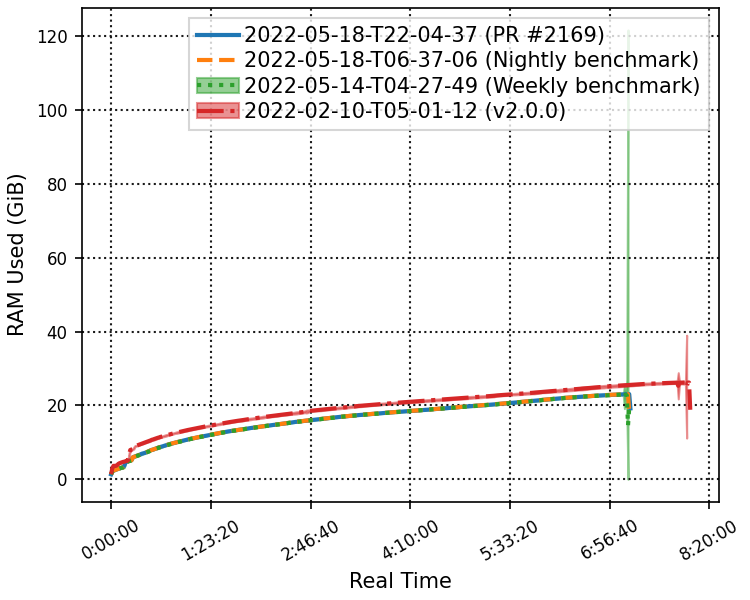 2022-05-18-T22-04-37 (PR #2169)
2022-05-18-T06-37-06 (Nightly benchmark)
2022-05-14-T04-27-49 (Weekly benchmark)
2022-02-10-T05-01-12 (v2.0.0)
RAM Used (GiB)
120
100
80
60
40
20
0
0:00:00
1:23:20
2:46:40
4:10:00
5:33:20
6:56:40
8:20:00
Real Time